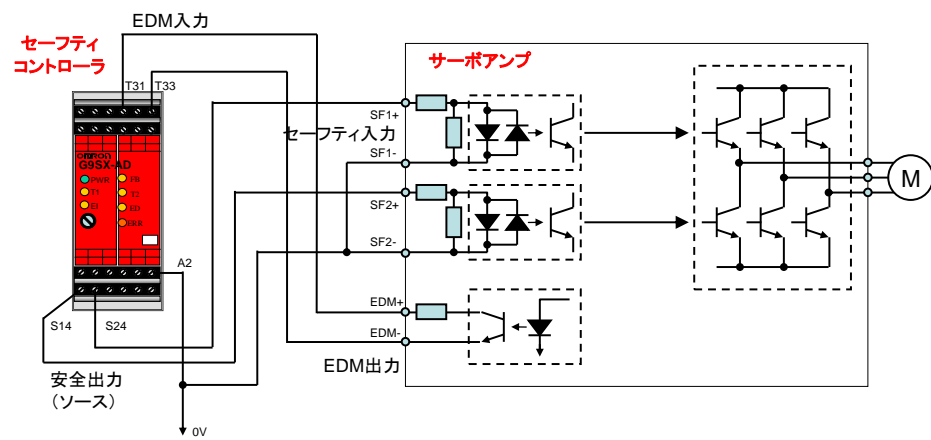 EDM入力
セーフティ
コントローラ
T31 T33
サーボアンプ
SF1+
セーフティ入力
SF1-
SF2+
SF2-
EDM+
EDM-
EDM出力
omron
G9SX-AD
PWR
FB
T1
T2
EI
ED
ERR
A2
S14
S24
安全出力
（ソース）
0V
M